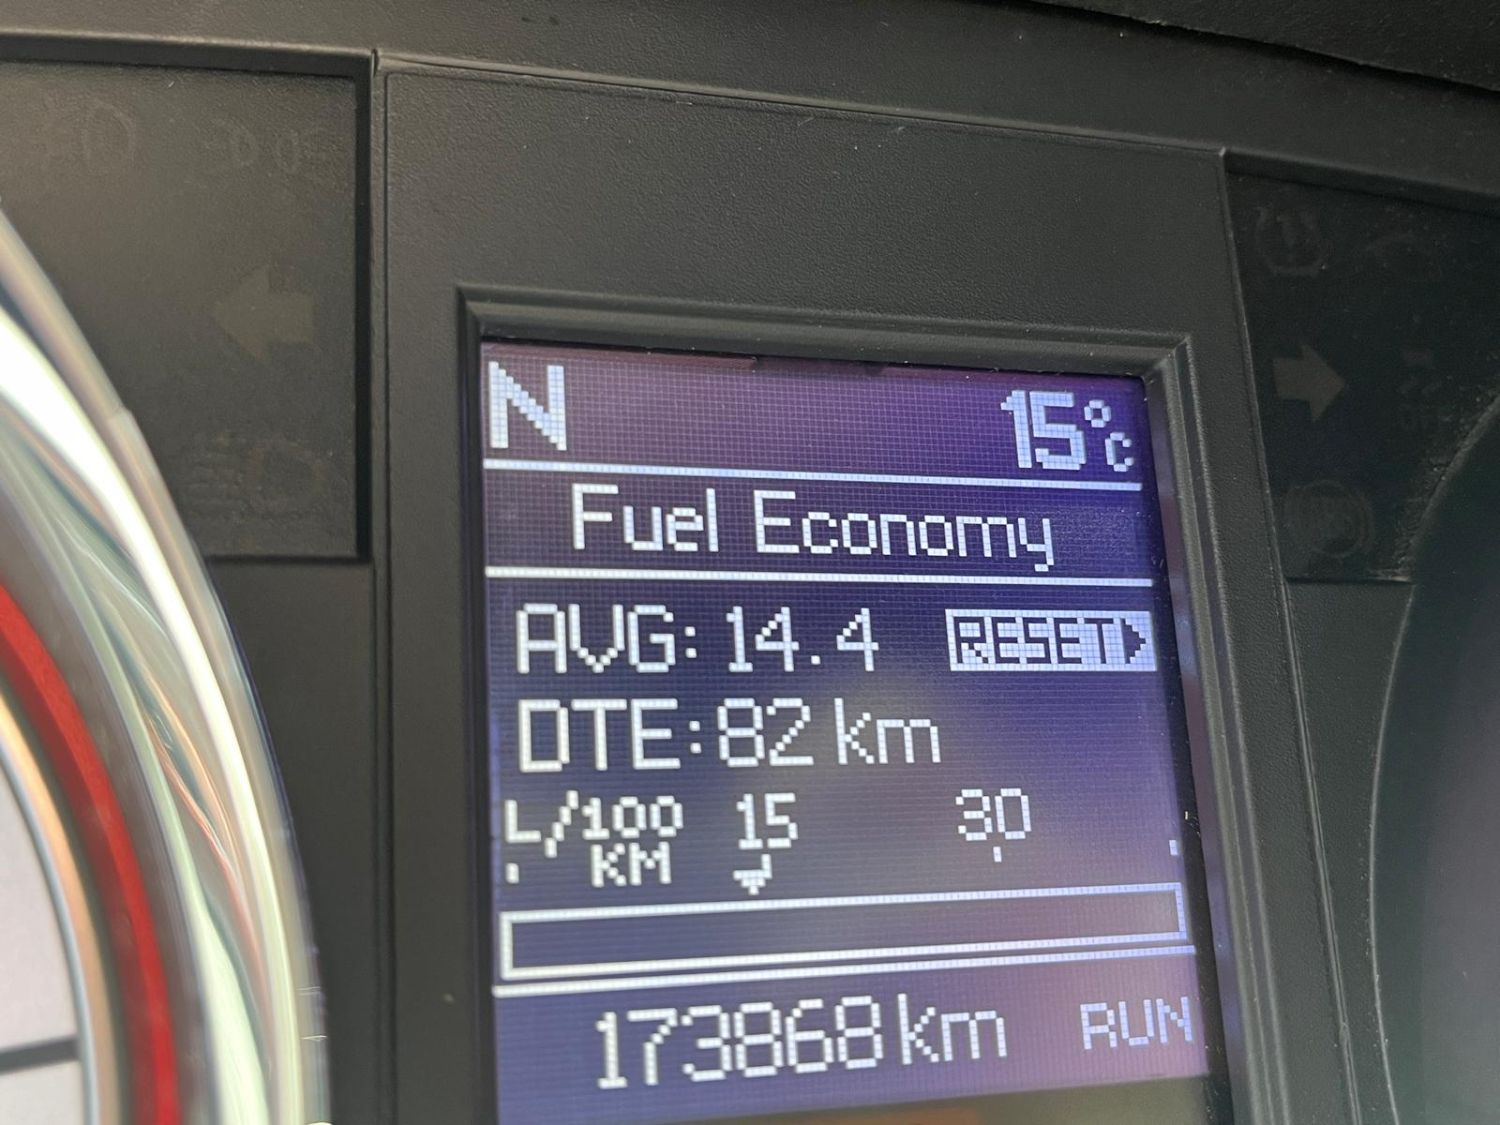 N 15°C
Fuel Economy
AVG: 14.4 RESET
DTE: 82 km
L/100 15 30
KM
173868 km RUN